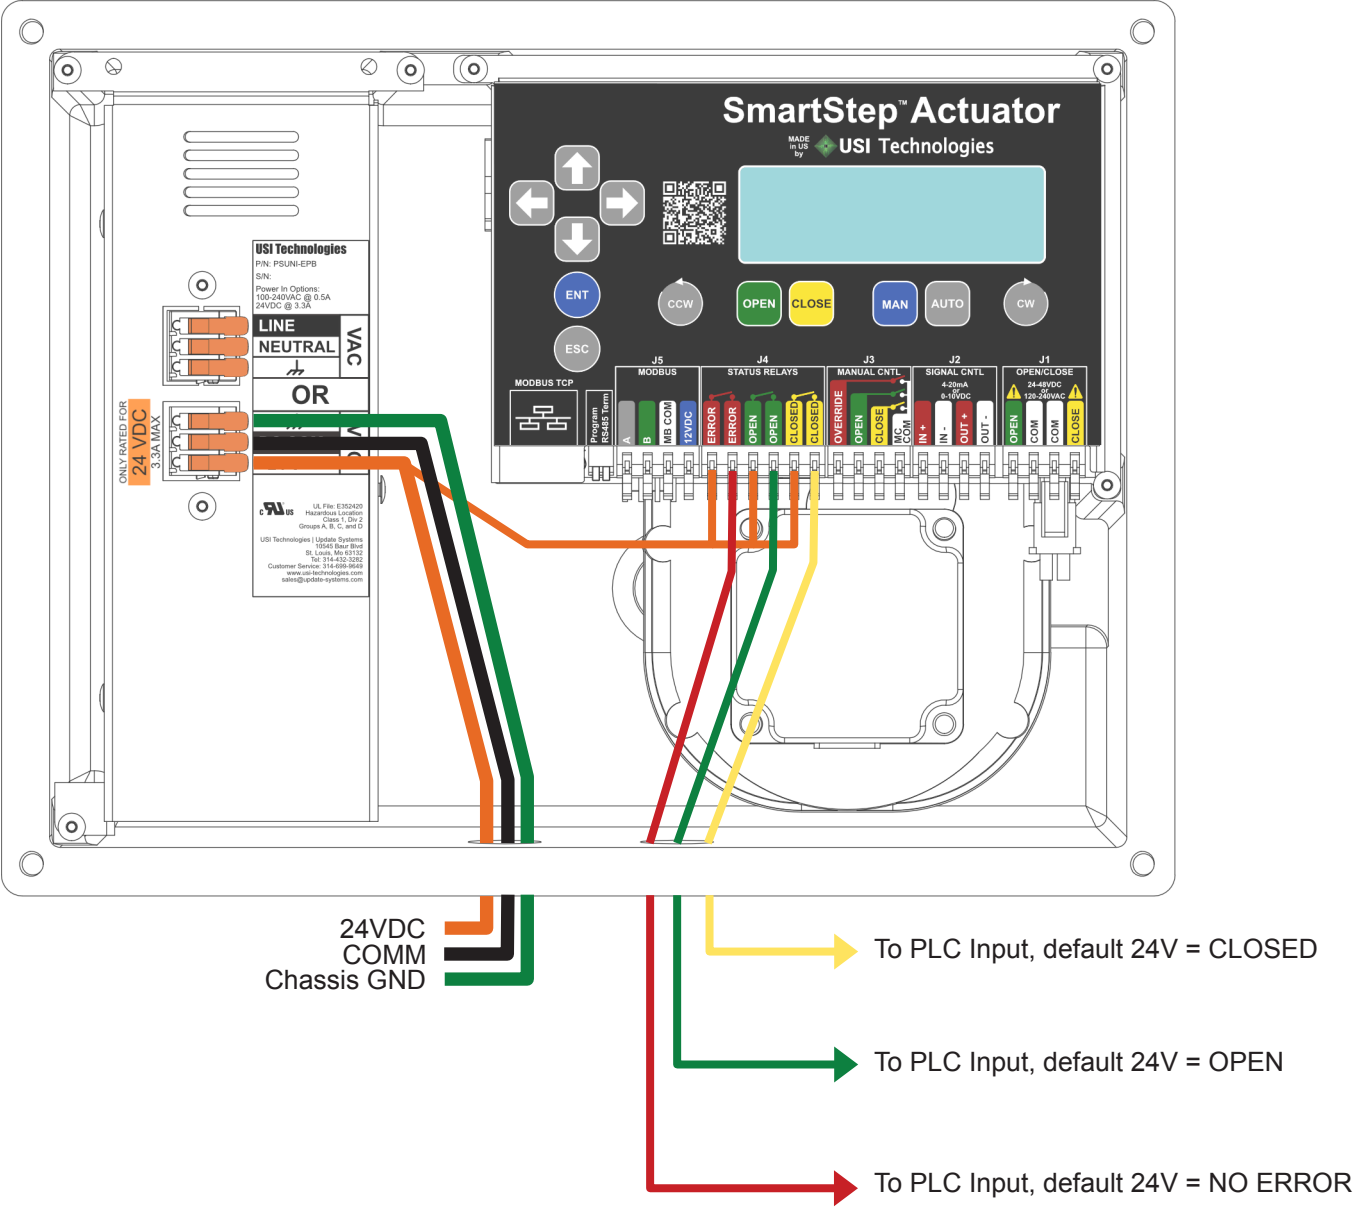 SmartStep™ Actuator
MADE
in US
by
USI Technologies
ENT
ESC
CCW
OPEN
CLOSE
MAN
AUTO
CW
USI Technologies
P/N: PSUNI-EPB
S/N:
Power In Options:
100-240VAC @ 0.5A
24VDC @ 3.3A
LINE
NEUTRAL
VAC
OR
ONLY RATED FOR
24 VDC
3.3A MAX
C UL US
UL File: E352420
Hazardous Location
Class 1, Div 2
Groups A, B, C, and D
USI Technologies | Update Systems
10545 Baur Blvd
St. Louis, Mo 63132
Tel: 314-432-3282
Customer Service: 314-699-9649
www.usi-technologies.com
sales@update-systems.com
MODBUS TCP
Program
RS485 Term
J5
MODBUS
A
B
MB COM
12VDC
J4
STATUS RELAYS
ERROR
ERROR
OPEN
OPEN
CLOSED
CLOSED
J3
MANUAL CNTL
OVERRIDE
OPEN
CLOSE
MC
COM
J2
SIGNAL CNTL
4-20mA
or
0-10VDC
IN +
IN -
OUT +
OUT -
J1
OPEN/CLOSE
24-48VDC
or
120-240VAC
OPEN
COM
COM
CLOSE
24VDC
COMM
Chassis GND
To PLC Input, default 24V = CLOSED
To PLC Input, default 24V = OPEN
To PLC Input, default 24V = NO ERROR